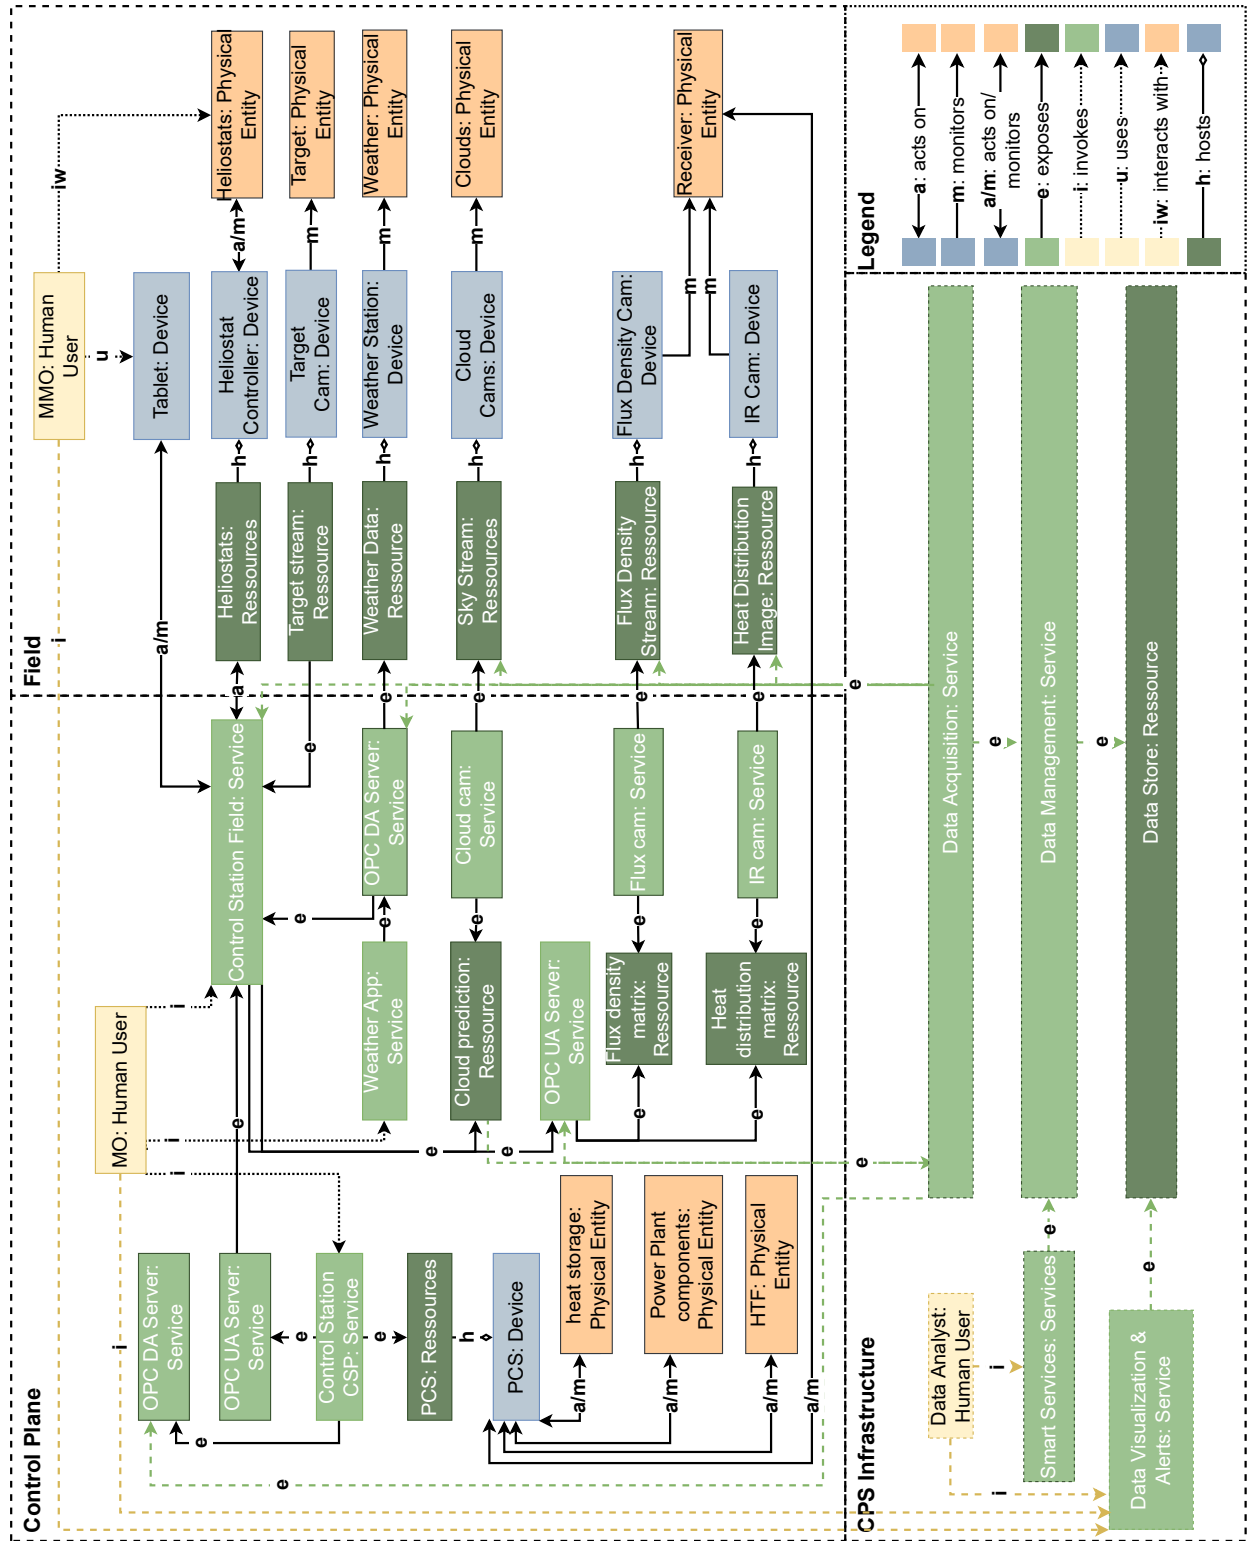 Control Plane
i
MO: Human User
i
i
i
OPC DA Server:
Service
e
e
OPC UA Server:
Service
e
e
Control Station
CSP: Service
e
PCS: Ressources
h
PCS: Device
Control Station Field: Service
e
e
Weather App:
Service
e
OPC DA Server:
Service
Cloud prediction:
Ressource
e
Cloud cam:
Service
e
e
OPC UA Server:
Service
heat storage:
Physical Entity
a/m
Flux density
matrix:
Ressource
e
e
Flux cam: Service
Power Plant
components:
Physical Entity
a/m
Heat
distribution
matrix:
Ressource
e
e
IR cam: Service
HTF: Physical
Entity
a/m
a/m
Field
i
MMO: Human
User
iw
u
a/m
Tablet: Device
a
Heliostats:
Ressources
h
Heliostat
Controller: Device
a/m
Heliostats: Physical
Entity
e
Target stream:
Ressource
h
Target
Cam: Device
m
Target: Physical
Entity
e
Weather Data:
Ressource
h
Weather Station:
Device
m
Weather: Physical
Entity
e
Sky Stream:
Ressources
h
Cloud
Cams: Device
m
Clouds: Physical
Entity
e
Flux Density
Stream: Ressource
h
Flux Density Cam:
Device
m
Receiver: Physical
Entity
m
e
Heat Distribution
Image: Ressource
h
IR Cam: Device
CPS Infrastructure
e
e
Data Analyst:
Human User
i
i
Data Acquisition: Service
e
Smart Services: Services
e
Data Management: Service
e
Data Visualization &
Alerts: Service
e
Data Store: Ressource
Legend
a: acts on
m: monitors
a/m: acts on/
monitors
e: exposes
i: invokes
u: uses
iw: interacts with
h: hosts